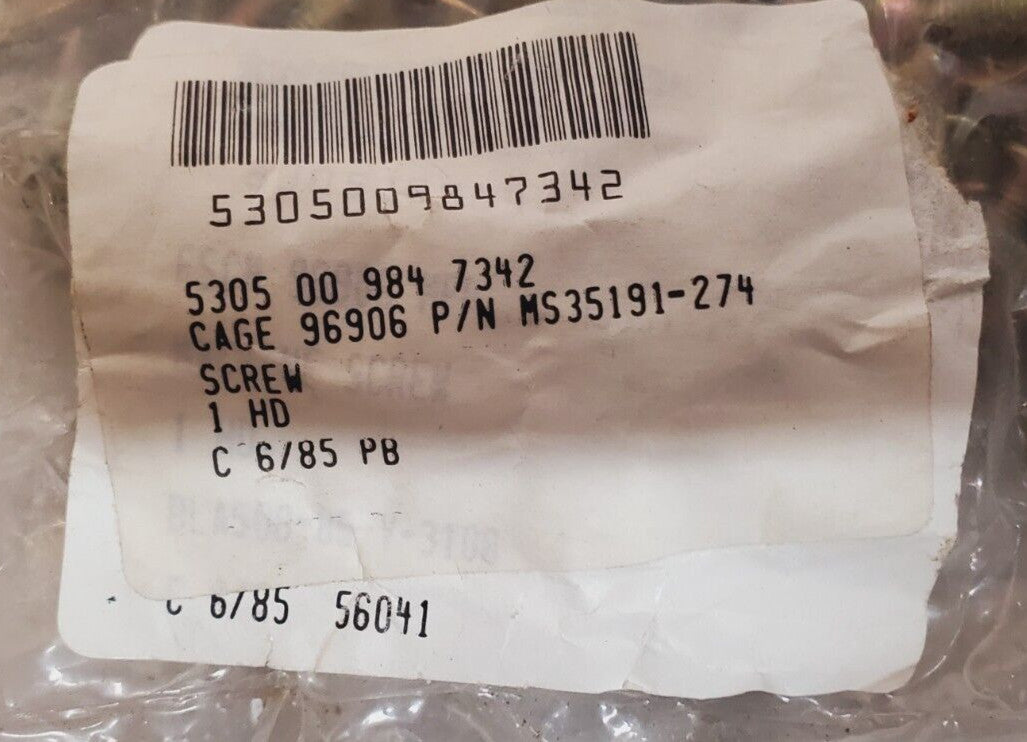 5305009847342
5305 00 984 7342
CAGE 96906 P/N MS35191-274
SCREW
1 HD
C 6/85 PB
C 6/85 56041